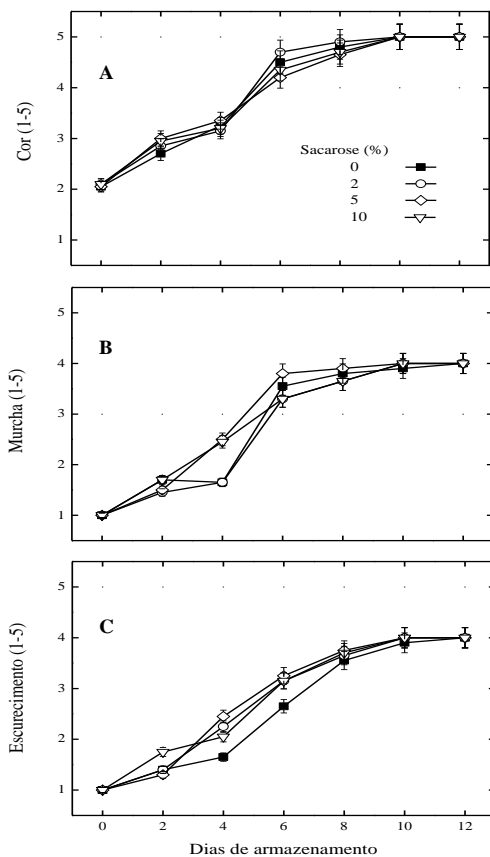 5
4
3
2
1
Cor (1-5)
A
Sacarose (%)
0
2
5
10
5
4
3
2
1
Murcha (1-5)
B
5
4
3
2
1
Escurecimento (1-5)
C
0 2 4 6 8 10 12
Dias de armazenamento